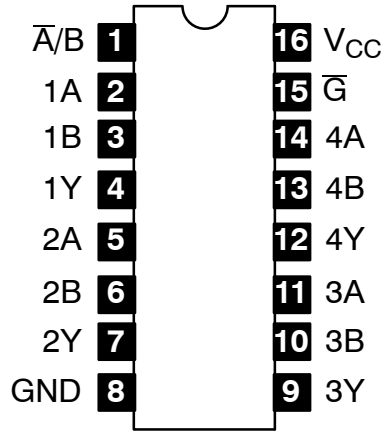 A̅/B 1 16 VCC
1A 2 15 G̅
1B 3 14 4A
1Y 4 13 4B
2A 5 12 4Y
2B 6 11 3A
2Y 7 10 3B
GND 8 9 3Y